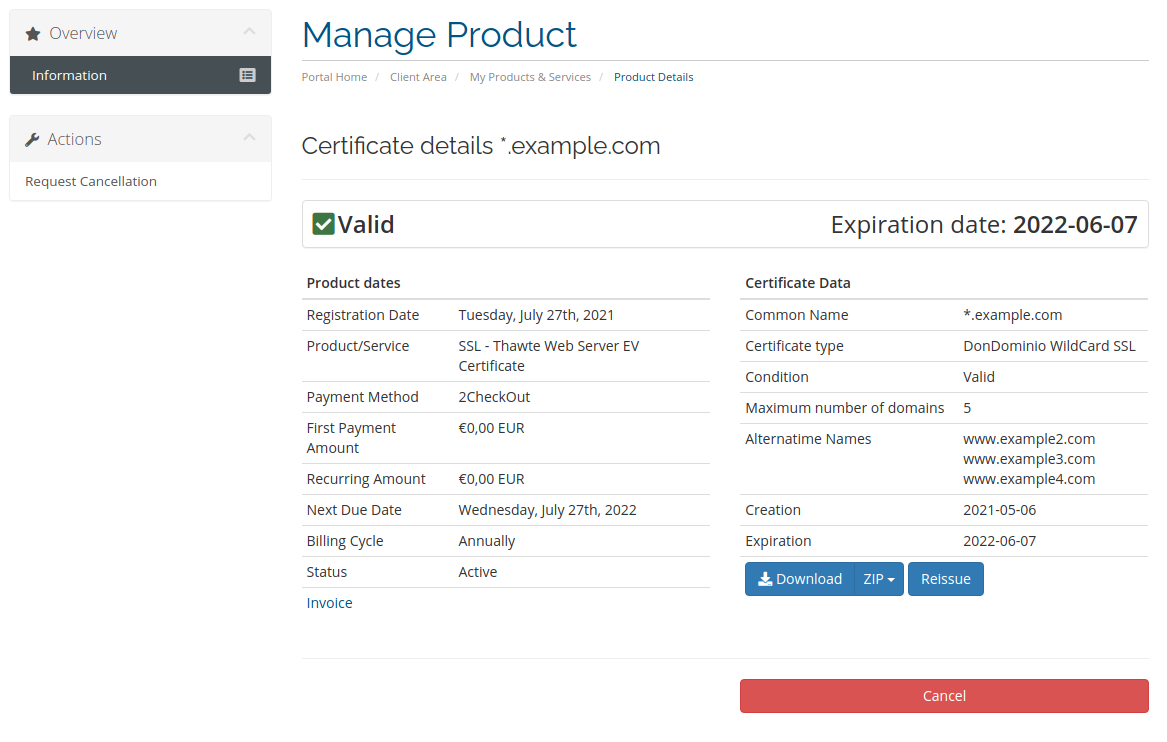 Overview
Information
Actions
Request Cancellation
Manage Product
Portal Home / Client Area / My Products & Services / Product Details
Certificate details *.example.com
Valid
Expiration date: 2022-06-07
Product dates
Registration Date Tuesday, July 27th, 2021
Product/Service SSL - Thawte Web Server EV
Certificate
Payment Method 2CheckOut
First Payment €0,00 EUR
Amount
Recurring Amount €0,00 EUR
Next Due Date Wednesday, July 27th, 2022
Billing Cycle Annually
Status Active
Invoice
Certificate Data
Common Name *.example.com
Certificate type DonDominio WildCard SSL
Condition Valid
Maximum number of domains 5
Alternatime Names www.example2.com
www.example3.com
www.example4.com
Creation 2021-05-06
Expiration 2022-06-07
Download ZIP Reissue
Cancel